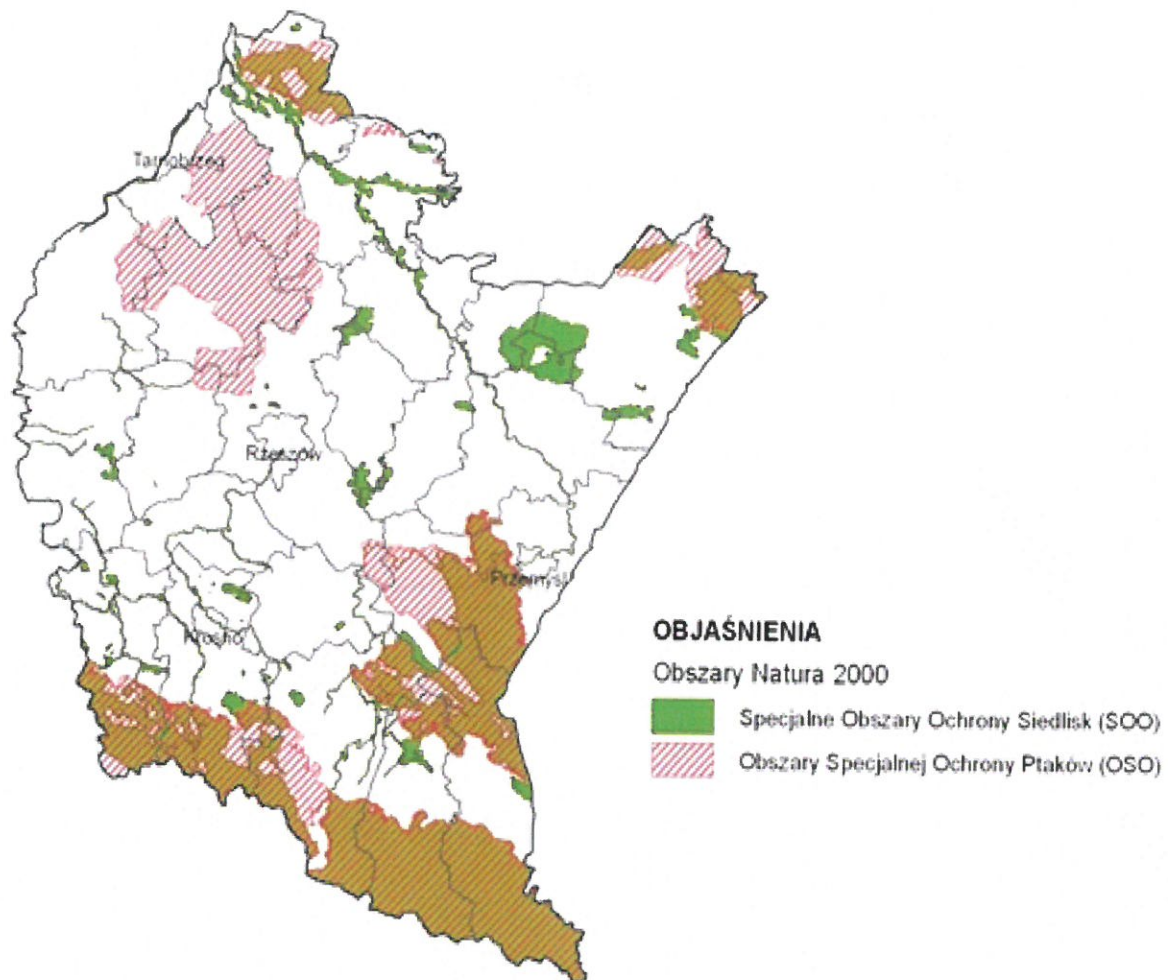 Tarnobrzeg
Rzeszów
Przemyśl
Krosno
OBJAŚNIENIA
Obszary Natura 2000
Specjalne Obszary Ochrony Siedlisk (SOO)
Obszary Specjalnej Ochrony Ptaków (OSO)